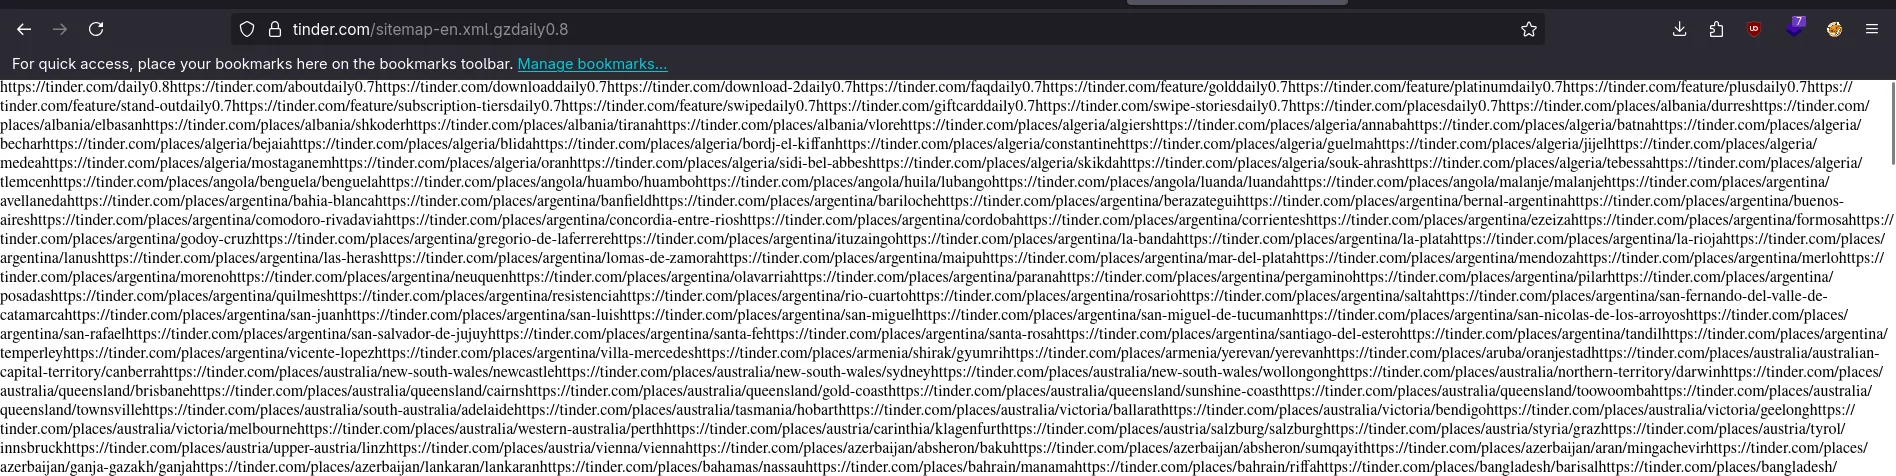 tinder.com/sitemap-en.xml.gzdaily0.8
7
For quick access, place your bookmarks here on the bookmarks toolbar. Manage bookmarks...
https://tinder.com/daily0.8https://tinder.com/aboutdaily0.7https://tinder.com/downloaddaily0.7https://tinder.com/download-2daily0.7https://tinder.com/faqdaily0.7https://tinder.com/feature/golddaily0.7https://tinder.com/feature/platinumdaily0.7https://tinder.com/feature/plusdaily0.7https://
tinder.com/feature/stand-outdaily0.7https://tinder.com/feature/subscription-tiersdaily0.7https://tinder.com/feature/swipedaily0.7https://tinder.com/giftcarddaily0.7https://tinder.com/swipe-storiesdaily0.7https://tinder.com/placesdaily0.7https://tinder.com/places/albania/durreshttps://tinder.com/
places/albania/elbasanhttps://tinder.com/places/albania/shkoderhttps://tinder.com/places/albania/tiranahttps://tinder.com/places/albania/vlorehttps://tinder.com/places/algeria/algiershttps://tinder.com/places/algeria/annabahttps://tinder.com/places/algeria/batnahttps://tinder.com/places/algeria/
becharhttps://tinder.com/places/algeria/bejaiahttps://tinder.com/places/algeria/blidahttps://tinder.com/places/algeria/bordj-el-kiffanhttps://tinder.com/places/algeria/constantinehttps://tinder.com/places/algeria/guelmahttps://tinder.com/places/algeria/jijelhttps://tinder.com/places/algeria/
medeahttps://tinder.com/places/algeria/mostaganemhttps://tinder.com/places/algeria/oranhttps://tinder.com/places/algeria/sidi-bel-abbeshttps://tinder.com/places/algeria/skikdahttps://tinder.com/places/algeria/souk-ahrashttps://tinder.com/places/algeria/tebessahttps://tinder.com/places/algeria/
tlemcenhttps://tinder.com/places/angola/benguela/benguelahttps://tinder.com/places/angola/huambo/huambohttps://tinder.com/places/angola/huila/lubangohttps://tinder.com/places/angola/luanda/luandahttps://tinder.com/places/angola/malanje/malanjehttps://tinder.com/places/argentina/
avellanedahttps://tinder.com/places/argentina/bahia-blancahttps://tinder.com/places/argentina/banfieldhttps://tinder.com/places/argentina/barilochehttps://tinder.com/places/argentina/berazateguihttps://tinder.com/places/argentina/bernal-argentinahttps://tinder.com/places/argentina/buenos-
aireshttps://tinder.com/places/argentina/comodoro-rivadaviahttps://tinder.com/places/argentina/concordia-entre-rioshttps://tinder.com/places/argentina/cordobahttps://tinder.com/places/argentina/corrienteshttps://tinder.com/places/argentina/ezeizahttps://tinder.com/places/argentina/formosahttps://
tinder.com/places/argentina/godoy-cruzhttps://tinder.com/places/argentina/gregorio-de-laferrerehttps://tinder.com/places/argentina/ituzaingohttps://tinder.com/places/argentina/la-bandahttps://tinder.com/places/argentina/la-platahttps://tinder.com/places/argentina/la-riojahttps://tinder.com/places/
argentina/lanushttps://tinder.com/places/argentina/las-herashttps://tinder.com/places/argentina/lomas-de-zamorahttps://tinder.com/places/argentina/maipuhttps://tinder.com/places/argentina/mar-del-platahttps://tinder.com/places/argentina/mendozahttps://tinder.com/places/argentina/merlohttps://
tinder.com/places/argentina/morenohttps://tinder.com/places/argentina/neuquenhttps://tinder.com/places/argentina/olavarriahttps://tinder.com/places/argentina/paranahttps://tinder.com/places/argentina/pergaminohttps://tinder.com/places/argentina/pilarhttps://tinder.com/places/argentina/
posadashttps://tinder.com/places/argentina/quilmeshttps://tinder.com/places/argentina/resistenciahttps://tinder.com/places/argentina/rio-cuartohttps://tinder.com/places/argentina/rosariohttps://tinder.com/places/argentina/saltahttps://tinder.com/places/argentina/san-fernando-del-valle-de-
catamarcahttps://tinder.com/places/argentina/san-juanhttps://tinder.com/places/argentina/san-luishttps://tinder.com/places/argentina/san-miguelhttps://tinder.com/places/argentina/san-miguel-de-tucumanhttps://tinder.com/places/argentina/san-nicolas-de-los-arroyoshttps://tinder.com/places/
argentina/san-rafaelhttps://tinder.com/places/argentina/san-salvador-de-jujuyhttps://tinder.com/places/argentina/santa-fehttps://tinder.com/places/argentina/santa-rosahttps://tinder.com/places/argentina/santiago-del-esterohttps://tinder.com/places/argentina/tandilhttps://tinder.com/places/argentina/
temperleyhttps://tinder.com/places/argentina/vicente-lopezhttps://tinder.com/places/argentina/villa-mercedeshttps://tinder.com/places/armenia/shirak/gyumrihttps://tinder.com/places/armenia/yerevan/yerevanhttps://tinder.com/places/aruba/oranjestadhttps://tinder.com/places/australia/australian-
capital-territory/canberrahttps://tinder.com/places/australia/new-south-wales/newcastlehttps://tinder.com/places/australia/new-south-wales/sydneyhttps://tinder.com/places/australia/new-south-wales/wollongonghttps://tinder.com/places/australia/northern-territory/darwinhttps://tinder.com/places/
australia/queensland/brisbanehttps://tinder.com/places/australia/queensland/cairnshttps://tinder.com/places/australia/queensland/gold-coasthttps://tinder.com/places/australia/queensland/sunshine-coasthttps://tinder.com/places/australia/queensland/toowoombahttps://tinder.com/places/australia/
queensland/townsvillehttps://tinder.com/places/australia/south-australia/adelaidehttps://tinder.com/places/australia/tasmania/hobarthttps://tinder.com/places/australia/victoria/ballarathttps://tinder.com/places/australia/victoria/bendigohttps://tinder.com/places/australia/victoria/geelonghttps://
tinder.com/places/australia/victoria/melbournehttps://tinder.com/places/australia/western-australia/perthhttps://tinder.com/places/austria/carinthia/klagenfurthttps://tinder.com/places/austria/salzburg/salzburghttps://tinder.com/places/austria/styria/grazhttps://tinder.com/places/austria/tyrol/
innsbruckhttps://tinder.com/places/austria/upper-austria/linzhttps://tinder.com/places/austria/vienna/viennahttps://tinder.com/places/azerbaijan/absheron/bakuhttps://tinder.com/places/azerbaijan/absheron/sumqayithttps://tinder.com/places/azerbaijan/aran/mingachevirhttps://tinder.com/places/
azerbaijan/ganja-gazakh/ganjahttps://tinder.com/places/azerbaijan/lankaran/lankaranhttps://tinder.com/places/bahamas/nassauhttps://tinder.com/places/bahrain/manamahttps://tinder.com/places/bahrain/riffahttps://tinder.com/places/bangladesh/barisalhttps://tinder.com/places/bangladesh/